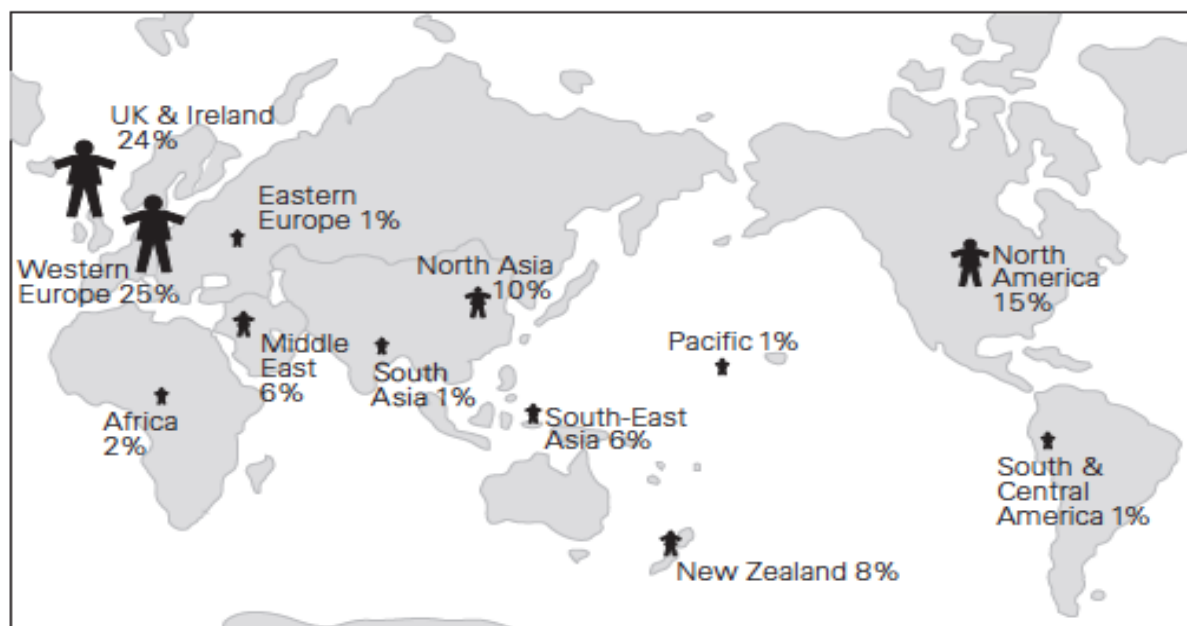 UK & Ireland
24%
Eastern
Europe 1%
Western
Europe 25%
North Asia
10%
North
America
15%
Middle
East
6%
South
Asia 1%
Pacific 1%
Africa
2%
South-East
Asia 6%
South &
Central
America 1%
New Zealand 8%